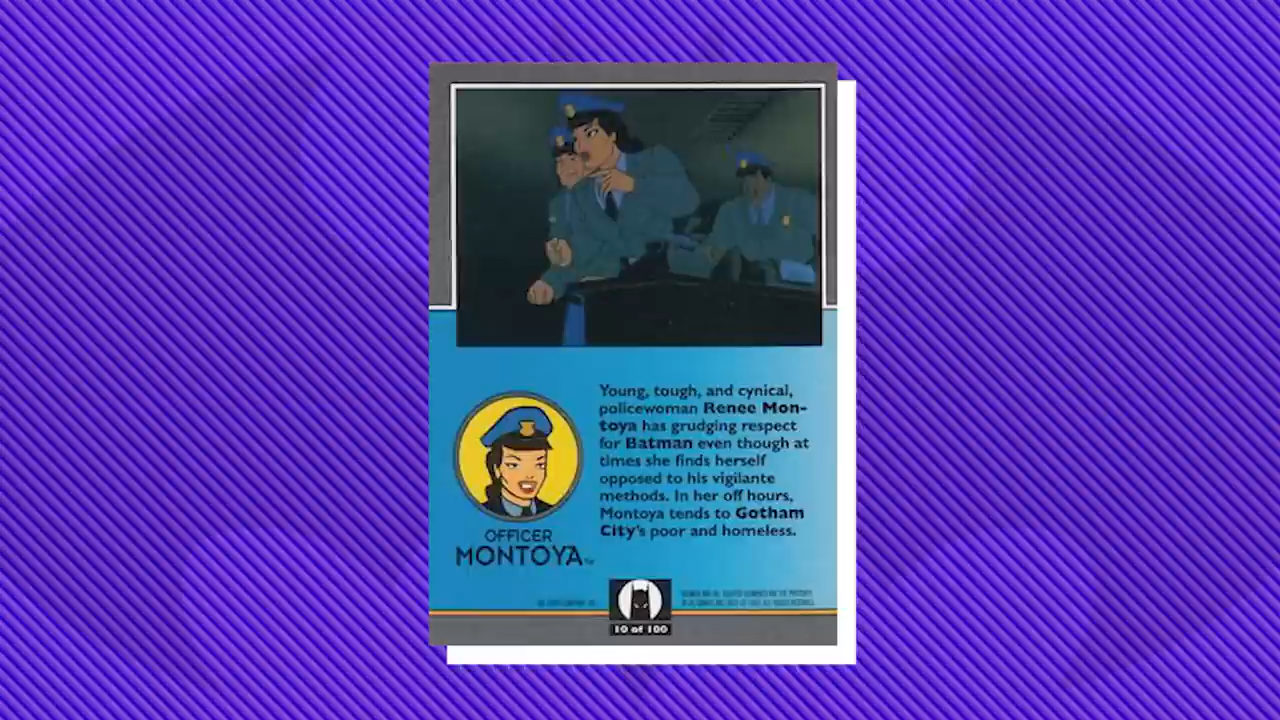 Young, tough, and cynical,
policewoman Renee Mon-
toya has grudging respect
for Batman even though at
times she finds herself
opposed to his vigilante
methods. In her off hours,
Montoya tends to Gotham
City's poor and homeless.
OFFICER
MONTOYA™
10 of 100